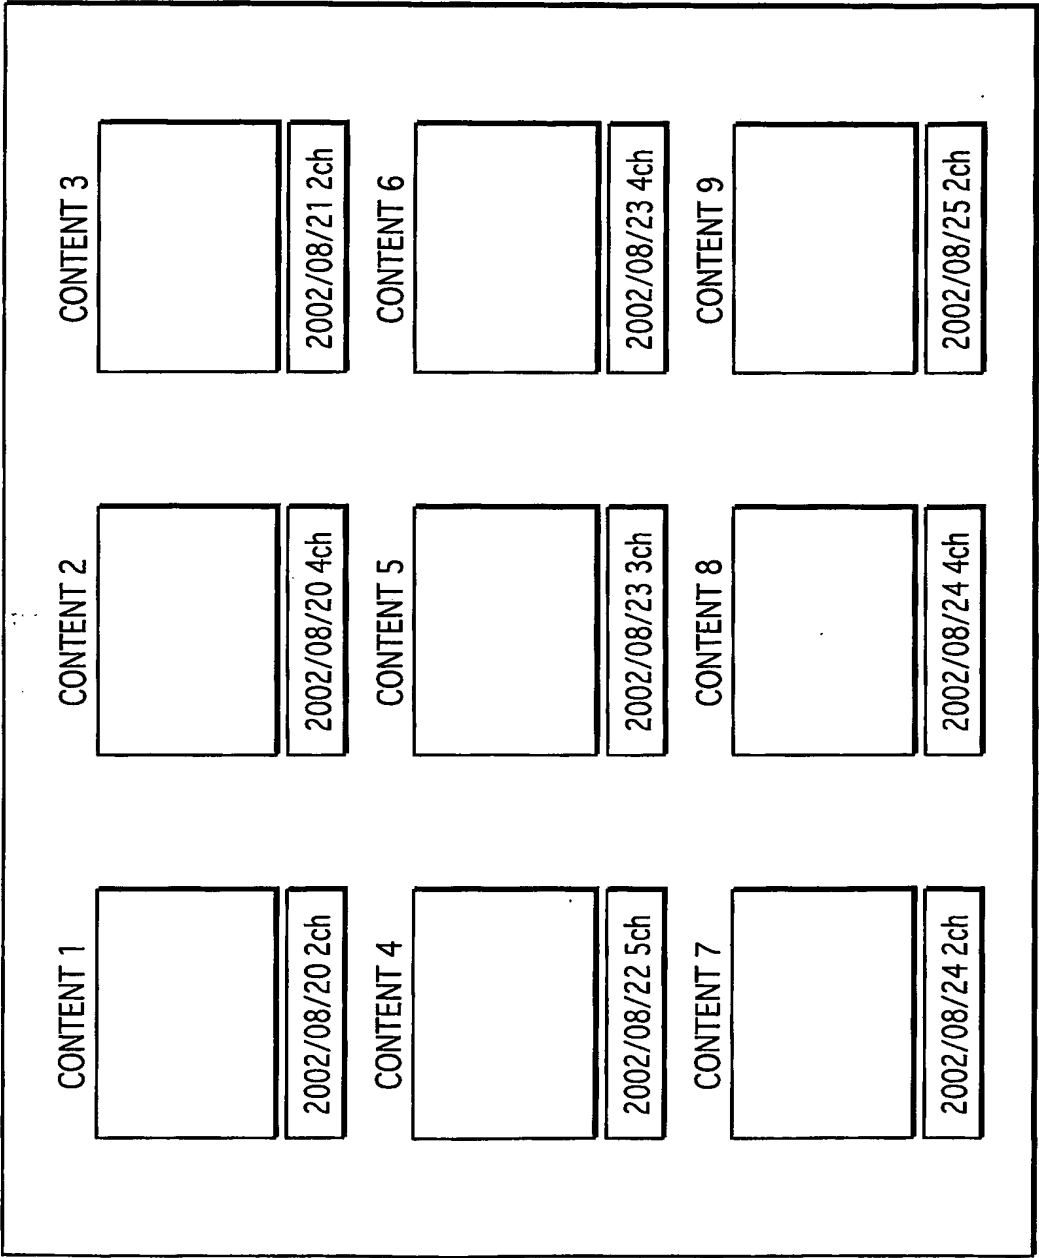 CONTENT 1
2002/08/20 2ch
CONTENT 2
2002/08/20 4ch
CONTENT 3
2002/08/21 2ch
CONTENT 4
2002/08/22 5ch
CONTENT 5
2002/08/23 3ch
CONTENT 6
2002/08/23 4ch
CONTENT 7
2002/08/24 2ch
CONTENT 8
2002/08/24 4ch
CONTENT 9
2002/08/25 2ch